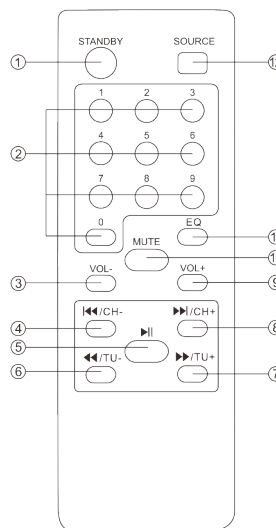 STANDBY SOURCE
① 
1 2 3
② 4 5 6
7 8 9
0 EQ
MUTE
③ VOL- VOL+
④ |◀◀/CH- ▶▶|/CH+ ⑧
⑤ ▶||
⑥ ◀◀/TU- ▶▶/TU+ ⑦